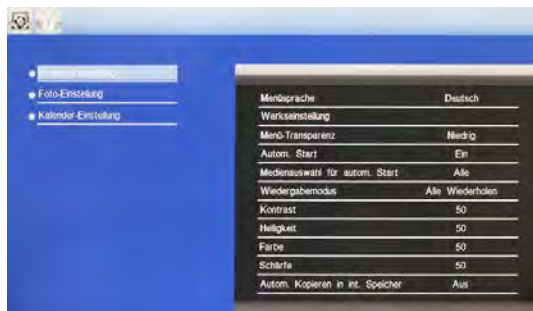 Foto-Einstellung
Kalender-Einstellung
Menüsprache Deutsch
Werkseinstellung
Menü-Transparenz Niedrig
Autom. Start Ein
Medienauswahl für autom. Start Alle
Wiedergabemodus Alle Wiederholen
Kontrast 50
Helligkeit 50
Farbe 50
Schärfe 50
Autom. Kopieren in int. Speicher Aus